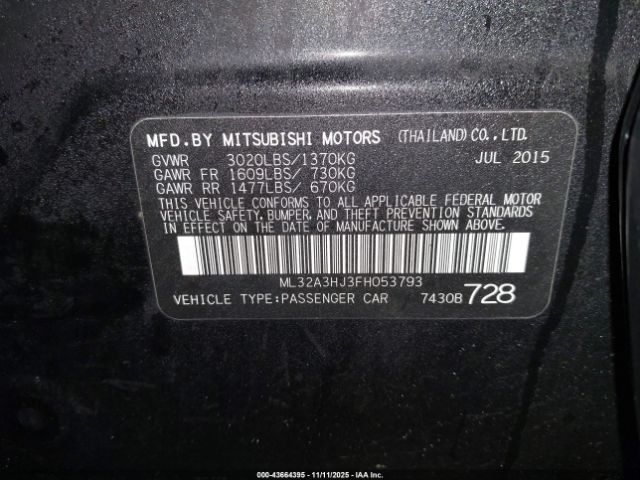 MFD. BY MITSUBISHI MOTORS (THAILAND) CO., LTD.
GVWR 3020LBS/1370KG JUL 2015
GAWR FR 1609LBS/ 730KG
GAWR RR 1477LBS/ 670KG
THIS VEHICLE CONFORMS TO ALL APPLICABLE FEDERAL MOTOR
VEHICLE SAFETY, BUMPER, AND THEFT PREVENTION STANDARDS
IN EFFECT ON THE DATE OF MANUFACTURE SHOWN ABOVE.
ML32A3HJ3FH053793
VEHICLE TYPE:PASSENGER CAR 7430B 728
000-43664395 - 11/11/2025 - IAA Inc.